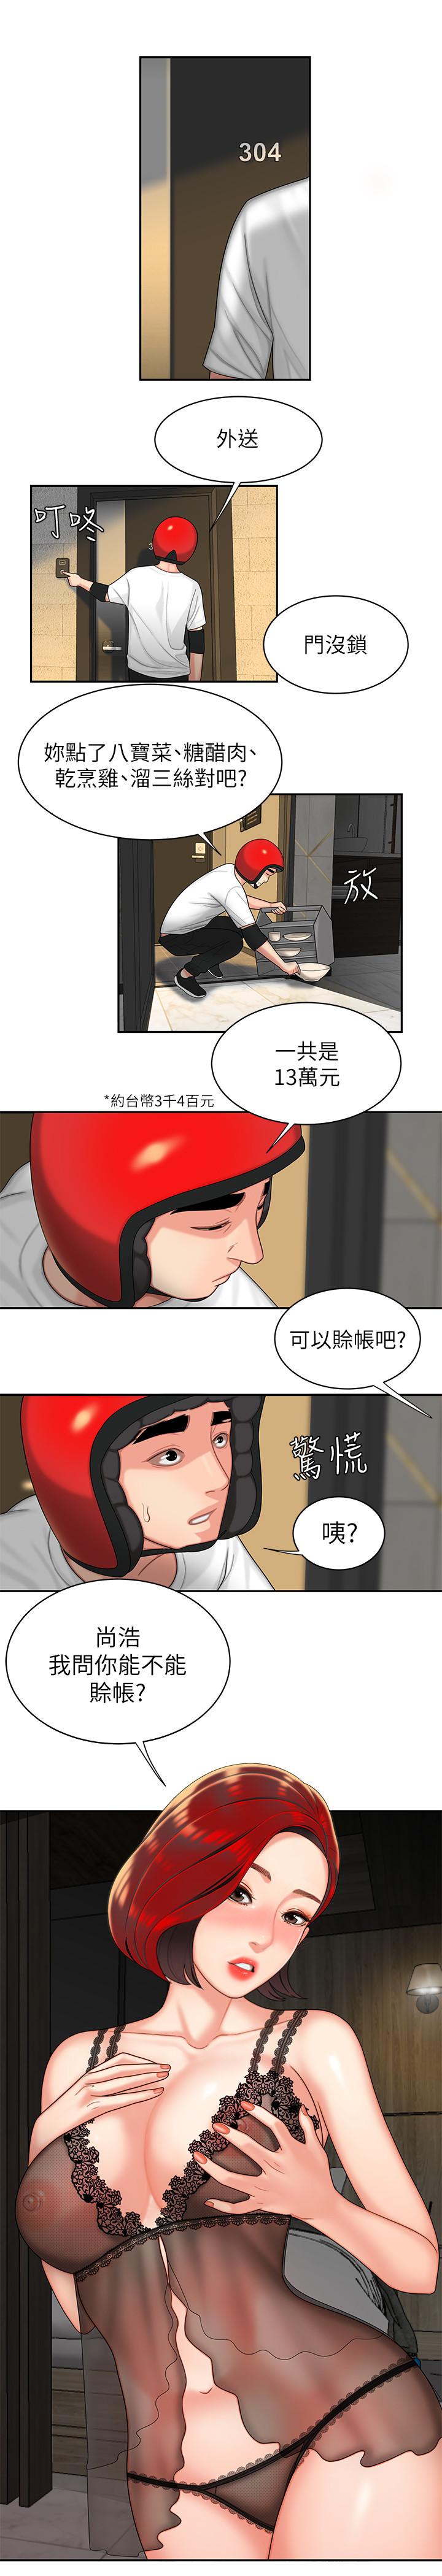 304
外送
叮咚
3
門沒鎖
妳點了八寶菜、糖醋肉、
乾烹雞、溜三絲對吧?
放
一共是
13萬元
*約台幣3千4百元
可以賒帳吧?
驚慌
咦?
尚浩
我問你能不能
賒帳?